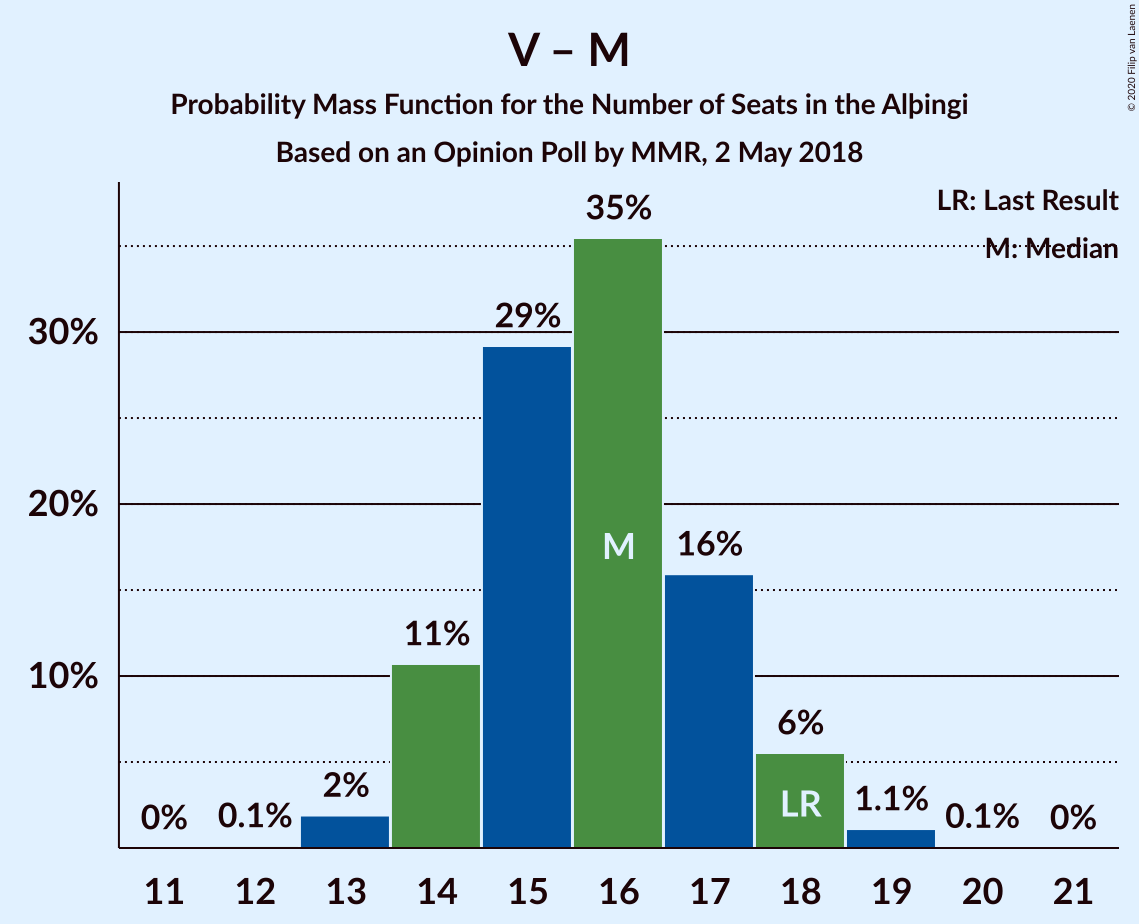 V – M
Probability Mass Function for the Number of Seats in the Alþingi
Based on an Opinion Poll by MMR, 2 May 2018
© 2020 Filip van Laenen
LR: Last Result
M: Median
35%
29%
30%
20%
16%
M
11%
10%
6%
2%
LR
1.1%
0%
0.1%
0.1%
0%
11 12 13 14 15 16 17 18 19 20 21